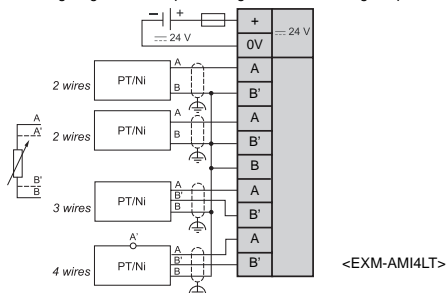 − +
+
⎓ 24 V
⎓ 24 V
0V
A
2 wires PT/Ni
B
A
B'
A
2 wires PT/Ni
B
A
B'
B
A
A'
B'
B
3 wires PT/Ni
A
B'
B
A
B'
A'
4 wires PT/Ni
A
B'
B
A
B'
<EXM-AMI4LT>